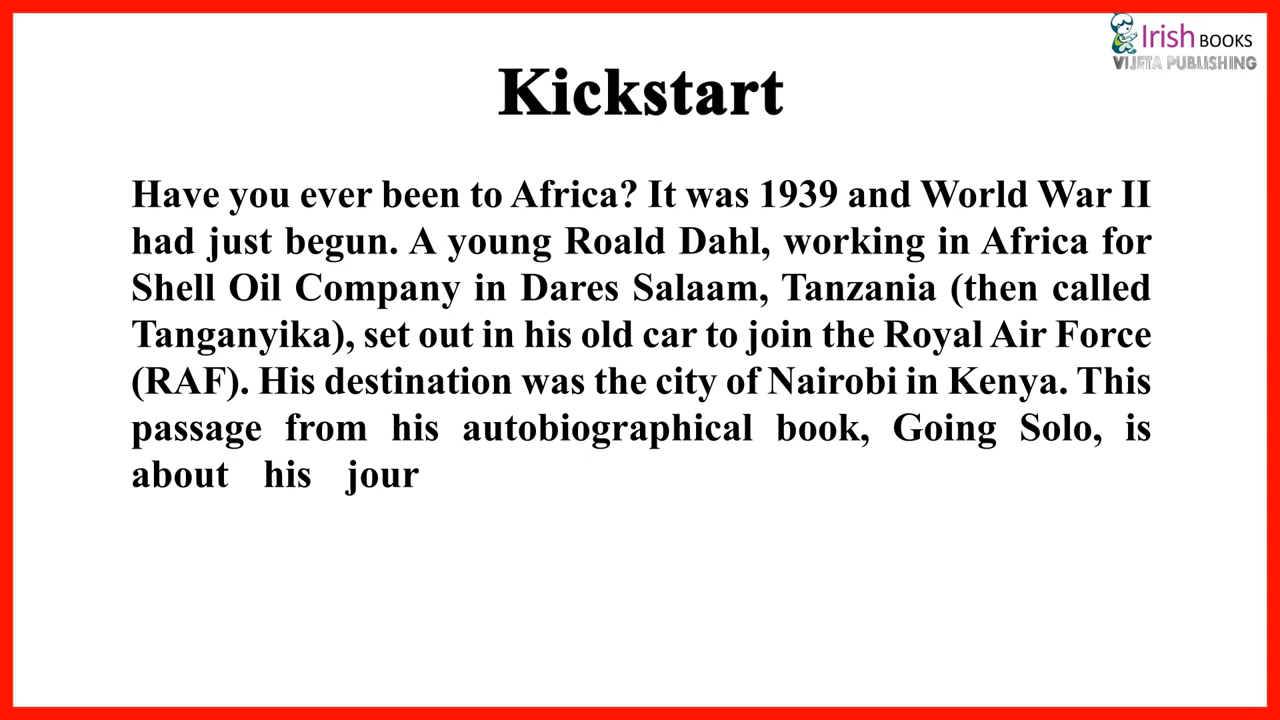 Irish BOOKS
VIJETA PUBLISHING
Kickstart
Have you ever been to Africa? It was 1939 and World War II
had just begun. A young Roald Dahl, working in Africa for
Shell Oil Company in Dares Salaam, Tanzania (then called
Tanganyika), set out in his old car to join the Royal Air Force
(RAF). His destination was the city of Nairobi in Kenya. This
passage from his autobiographical book, Going Solo, is
about his jour